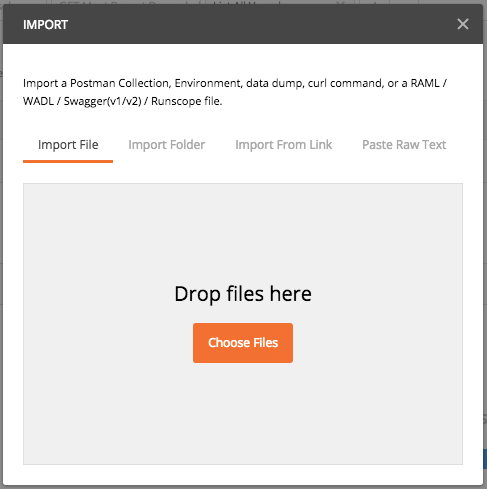 IMPORT
Import a Postman Collection, Environment, data dump, curl command, or a RAML /
WADL / Swagger(v1/v2) / Runscope file.
Import File Import Folder Import From Link Paste Raw Text
Drop files here
Choose Files